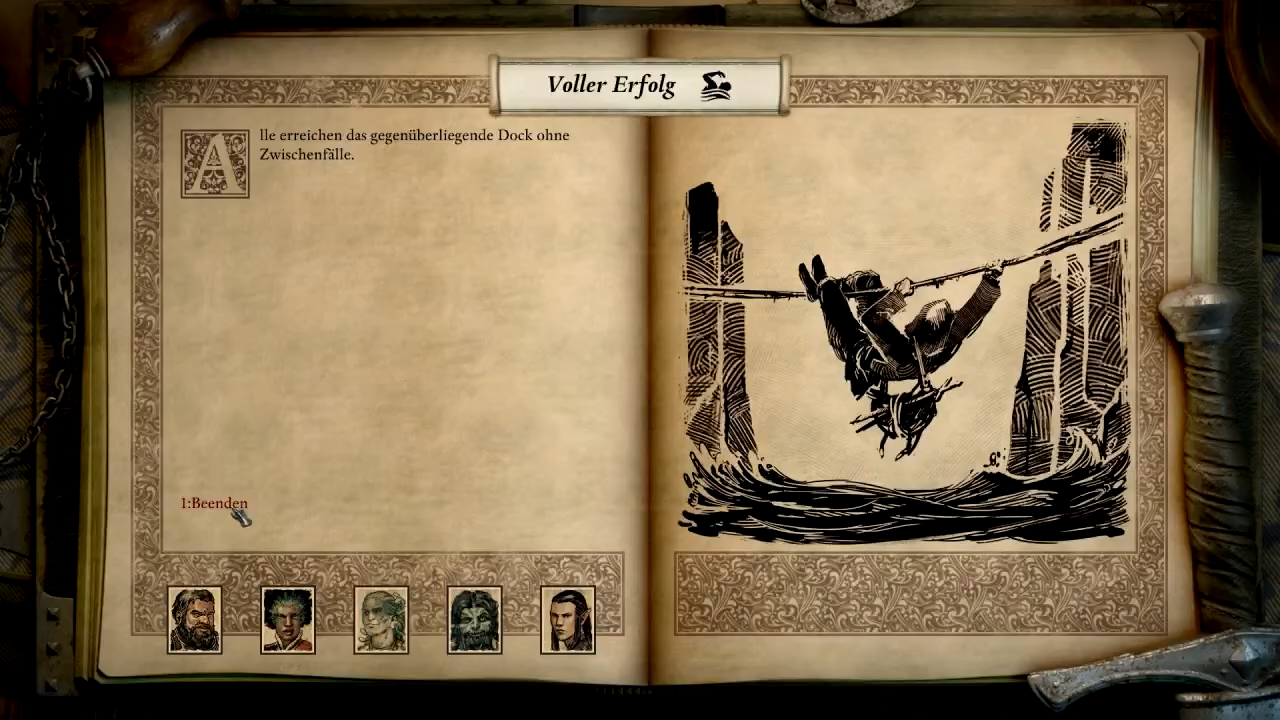 Voller Erfolg
Alle erreichen das gegenüberliegende Dock ohne
Zwischenfälle.
1:Beenden